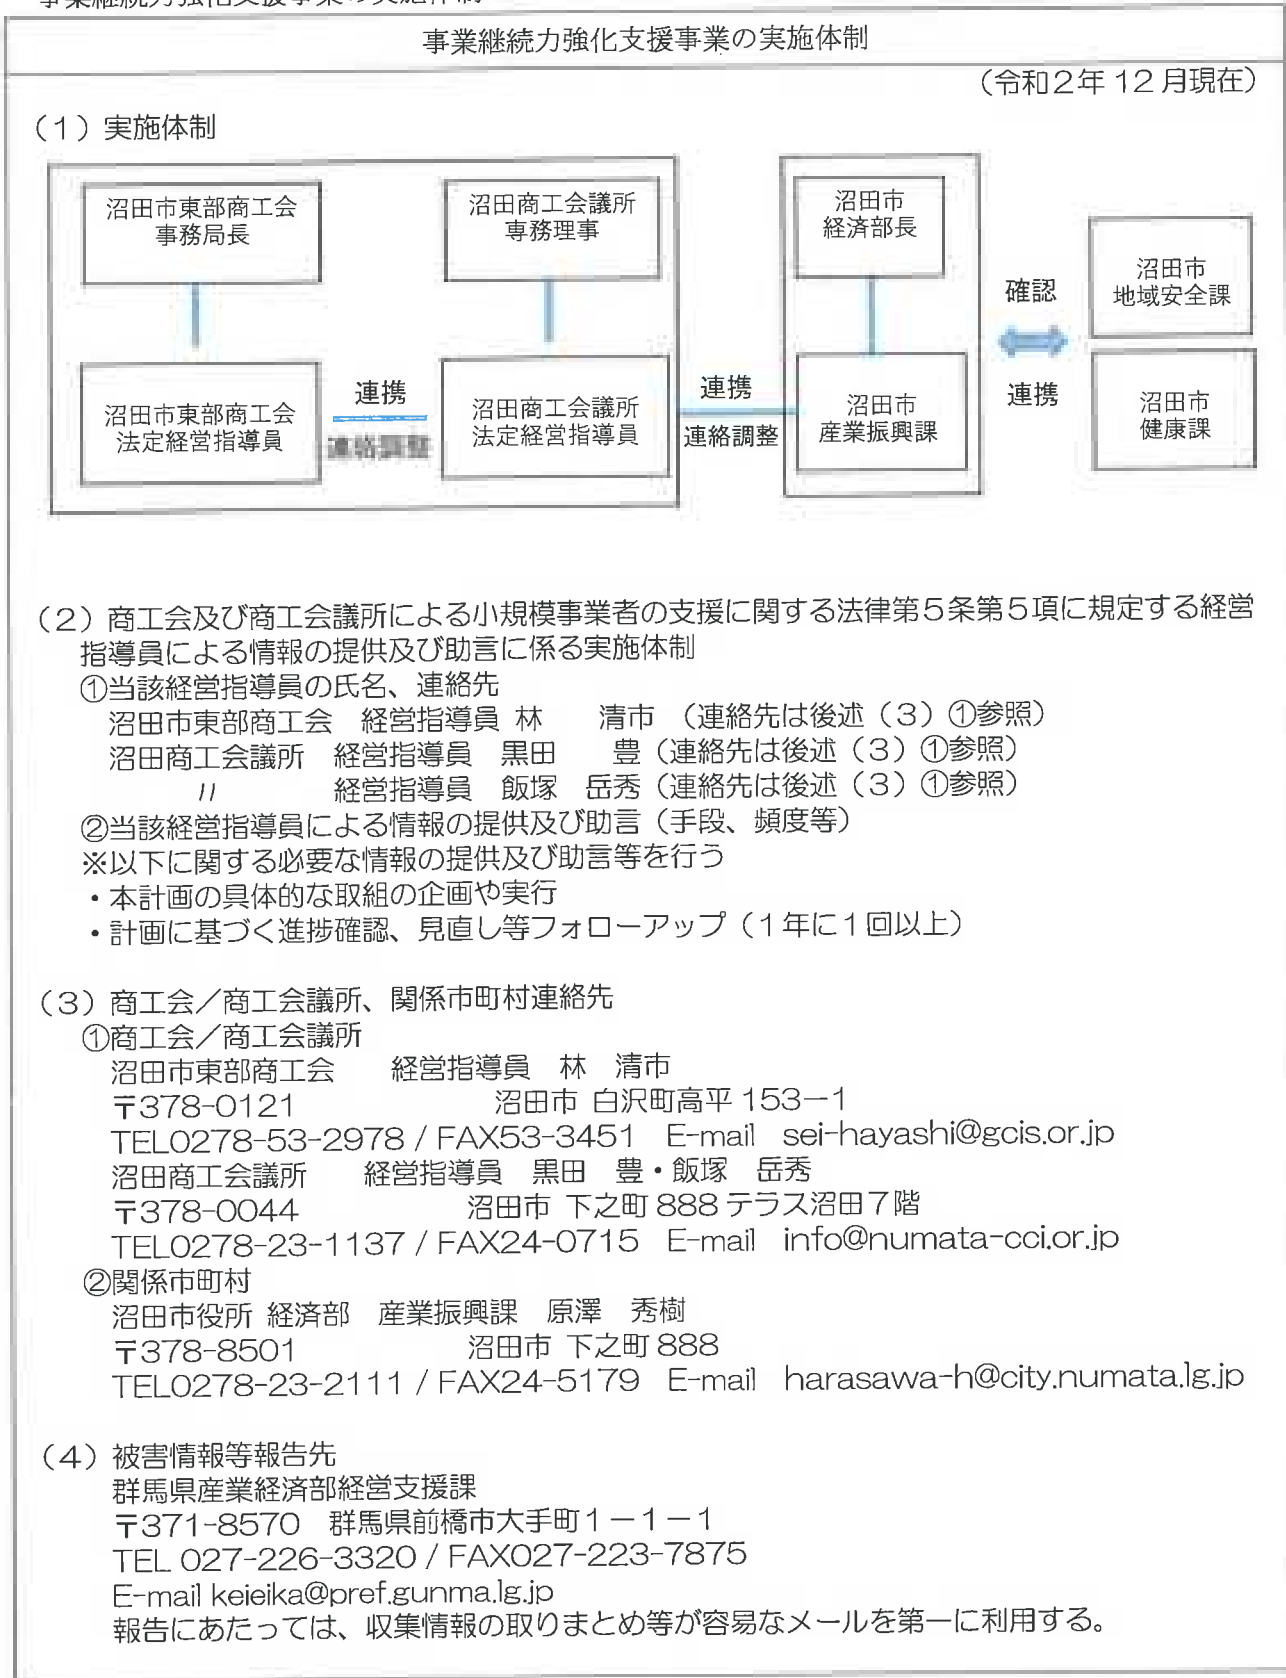 事業継続力強化支援事業の実施体制
（令和２年 12 月現在）
（１）実施体制
沼田市東部商工会
事務局長
沼田商工会議所
専務理事
沼田市
経済部長
沼田市
地域安全課
確認
連携
沼田市東部商工会
法定経営指導員
連携
連絡調整
沼田商工会議所
法定経営指導員
連携
連絡調整
沼田市
産業振興課
沼田市
健康課
（２）商工会及び商工会議所による小規模事業者の支援に関する法律第５条第５項に規定する経営
指導員による情報の提供及び助言に係る実施体制
①当該経営指導員の氏名、連絡先
沼田市東部商工会　経営指導員 林　　清市 （連絡先は後述（３）①参照）
沼田商工会議所　経営指導員　黒田　　豊（連絡先は後述（３）①参照）
〃　　　経営指導員　飯塚　岳秀（連絡先は後述（３）①参照）
②当該経営指導員による情報の提供及び助言（手段、頻度等）
※以下に関する必要な情報の提供及び助言等を行う
・本計画の具体的な取組の企画や実行
・計画に基づく進捗確認、見直し等フォローアップ（１年に１回以上）
（３）商工会／商工会議所、関係市町村連絡先
①商工会／商工会議所
沼田市東部商工会　　経営指導員　林　清市
〒378-0121　　　　　　　沼田市 白沢町高平 153－1
TEL0278-53-2978 / FAX53-3451　E-mail　sei-hayashi@gcis.or.jp
沼田商工会議所　　経営指導員　黒田　豊・飯塚　岳秀
〒378-0044　　　　　　沼田市 下之町 888 テラス沼田７階
TEL0278-23-1137 / FAX24-0715　E-mail　info@numata-cci.or.jp
②関係市町村
沼田市役所 経済部　産業振興課　原澤　秀樹
〒378-8501　　　　　　沼田市 下之町 888
TEL0278-23-2111 / FAX24-5179　E-mail　harasawa-h@city.numata.lg.jp
（４）被害情報等報告先
群馬県産業経済部経営支援課
〒371-8570　群馬県前橋市大手町１－１－１
TEL 027-226-3320 / FAX027-223-7875
E-mail keieika@pref.gunma.lg.jp
報告にあたっては、収集情報の取りまとめ等が容易なメールを第一に利用する。